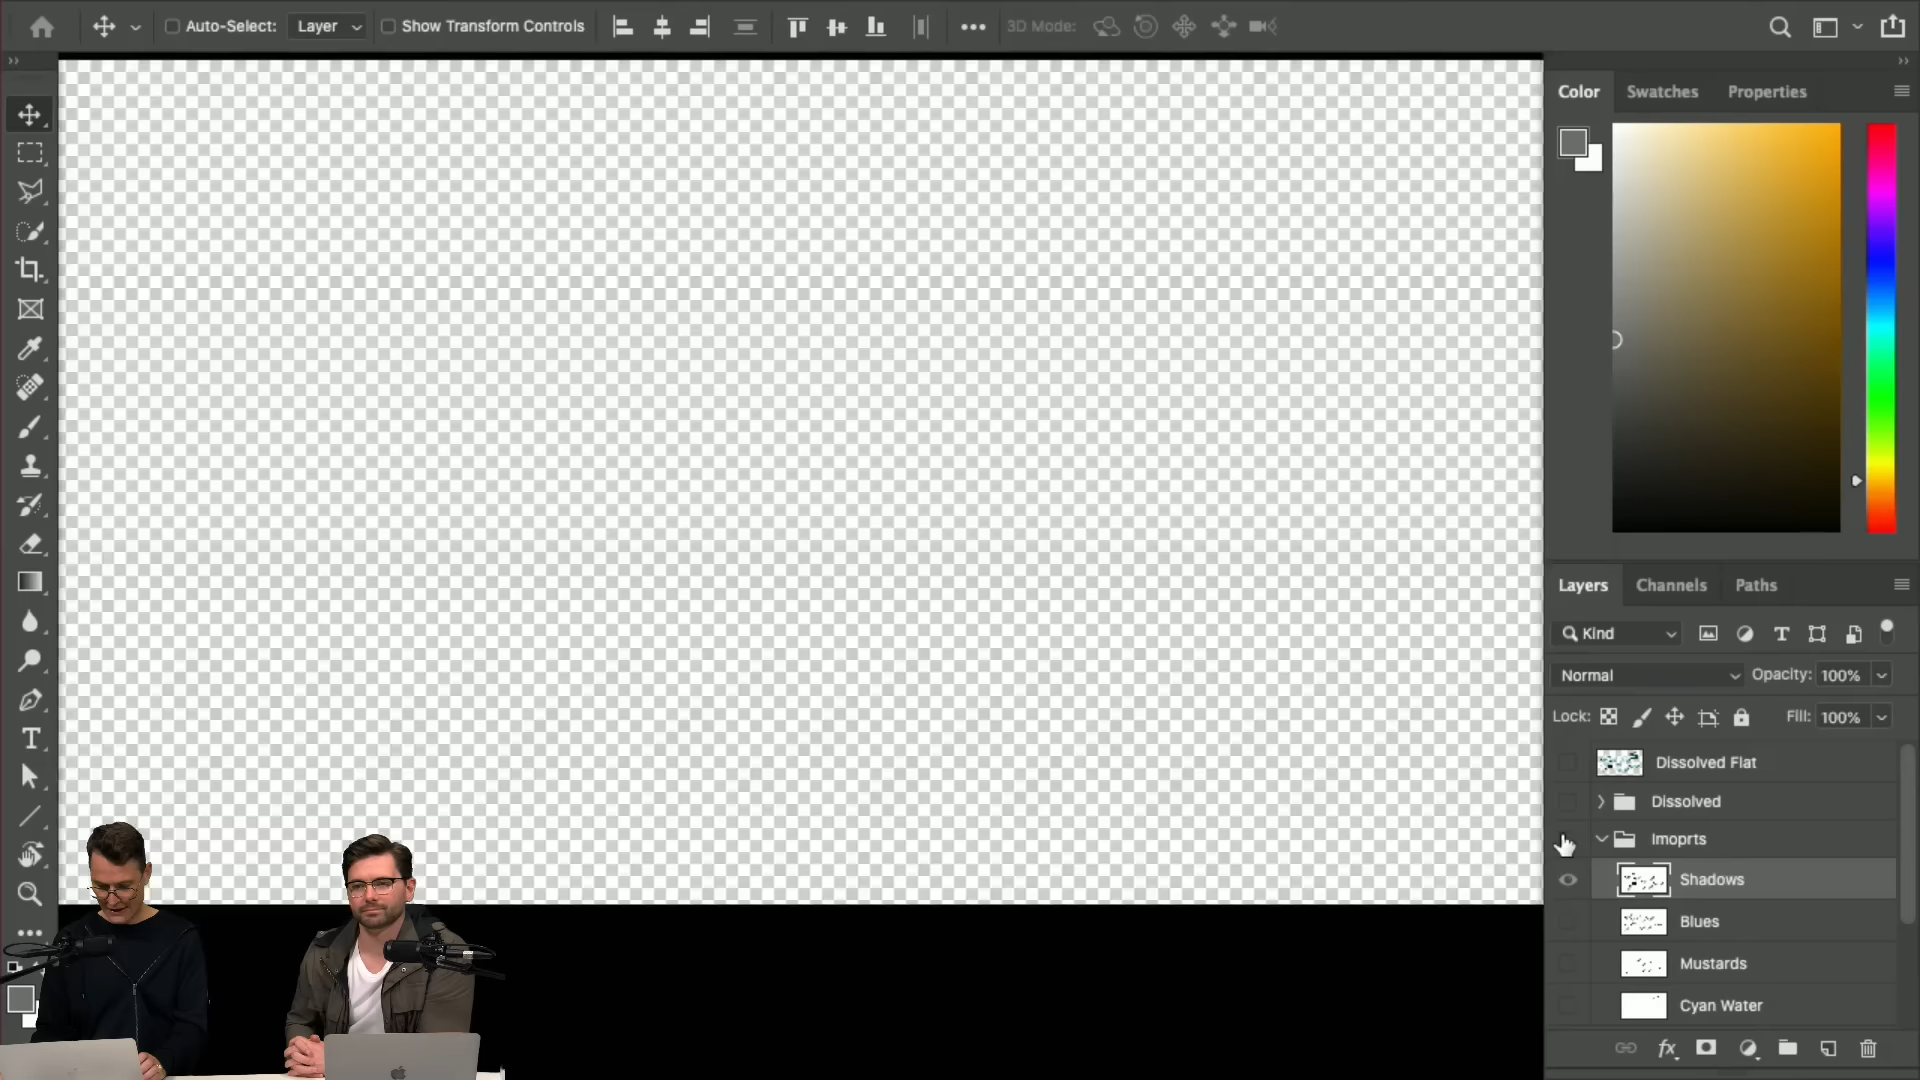 Auto-Select: Layer Show Transform Controls 3D Mode:
Color Swatches Properties
Layers Channels Paths
Kind
Normal Opacity: 100%
Lock: Fill: 100%
Dissolved Flat
Dissolved
Imoprts
Shadows
Blues
Mustards
Cyan Water